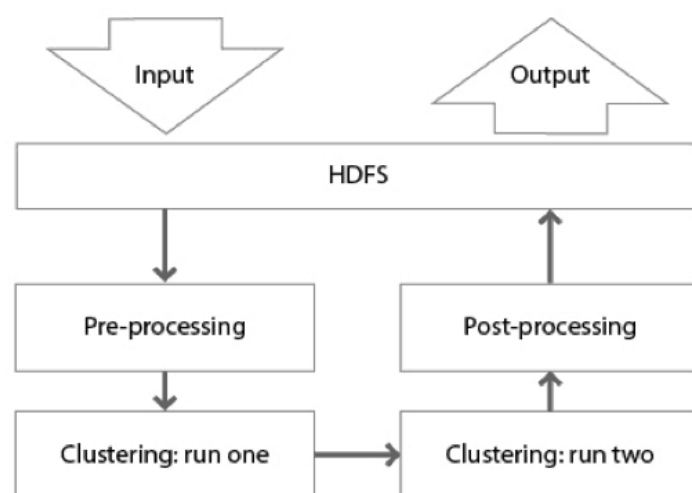 Input
Output
HDFS
Pre-processing
Post-processing
Clustering: run one
Clustering: run two